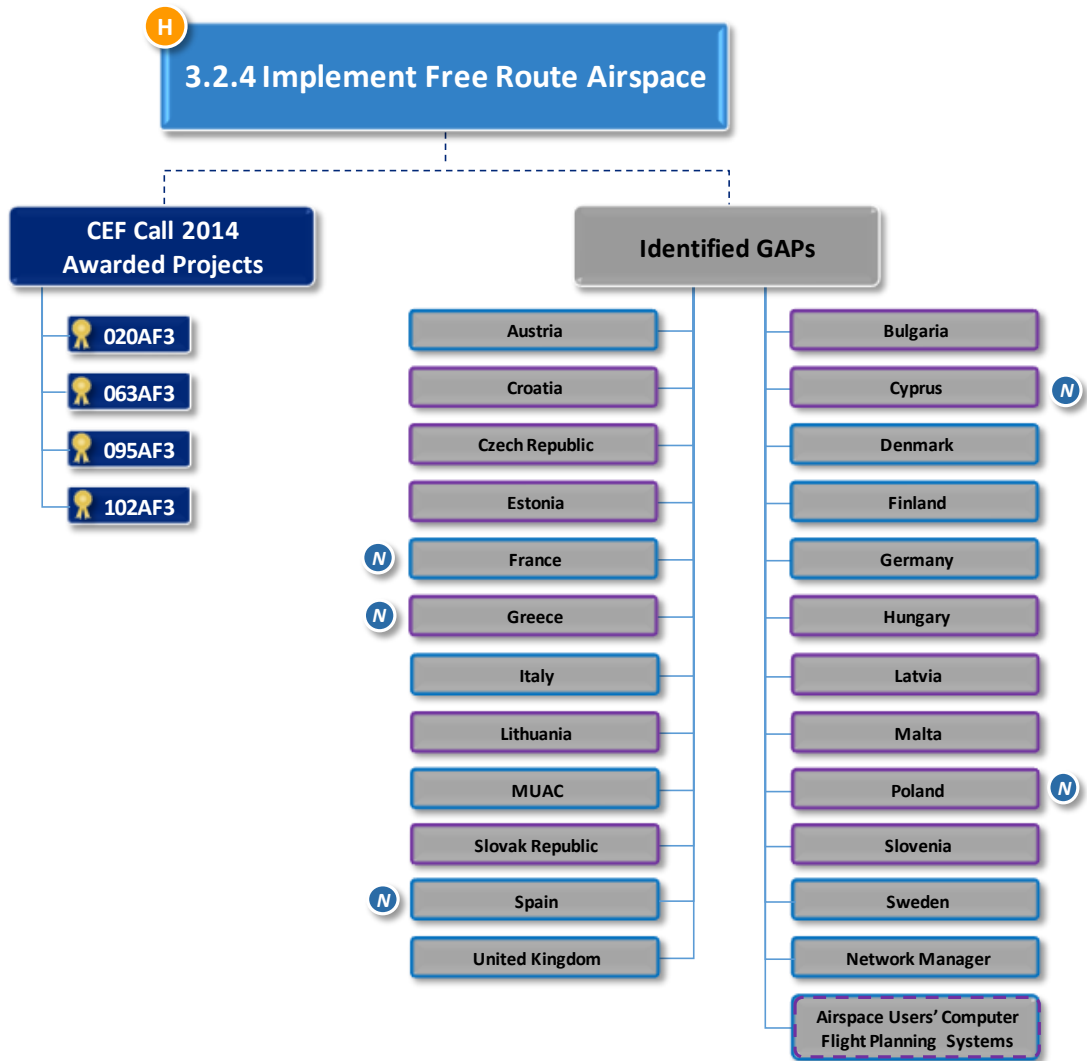 H
3.2.4 Implement Free Route Airspace
CEF Call 2014
Awarded Projects
020AF3
063AF3
095AF3
102AF3
Identified GAPs
Austria
Croatia
Czech Republic
Estonia
N
France
N
Greece
Italy
Lithuania
MUAC
Slovak Republic
N
Spain
United Kingdom
Bulgaria
Cyprus
N
Denmark
Finland
Germany
Hungary
Latvia
Malta
Poland
N
Slovenia
Sweden
Network Manager
Airspace Users’ Computer
Flight Planning Systems